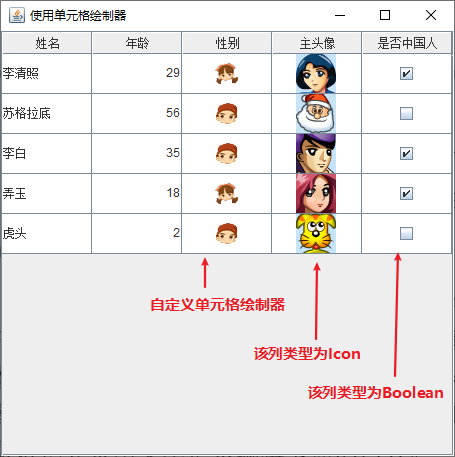 使用单元格绘制器
姓名 年龄 性别 主头像 是否中国人
李清照 29
苏格拉底 56
李白 35
弄玉 18
虎头 2
自定义单元格绘制器
该列类型为Icon
该列类型为Boolean